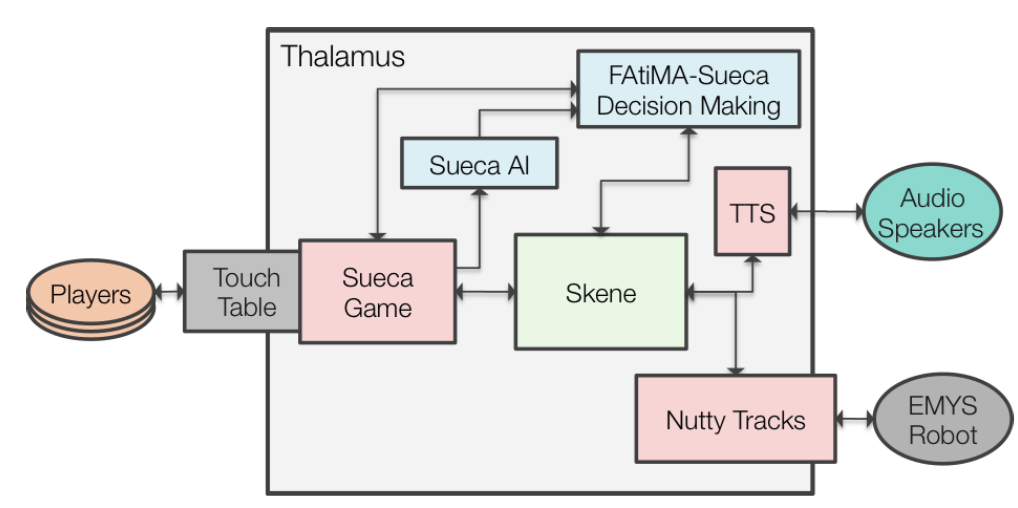 Thalamus
FAtiMA-Sueca
Decision Making
Sueca AI
TTS
Audio
Speakers
Players
Touch
Table
Sueca
Game
Skene
Nutty Tracks
EMYS
Robot